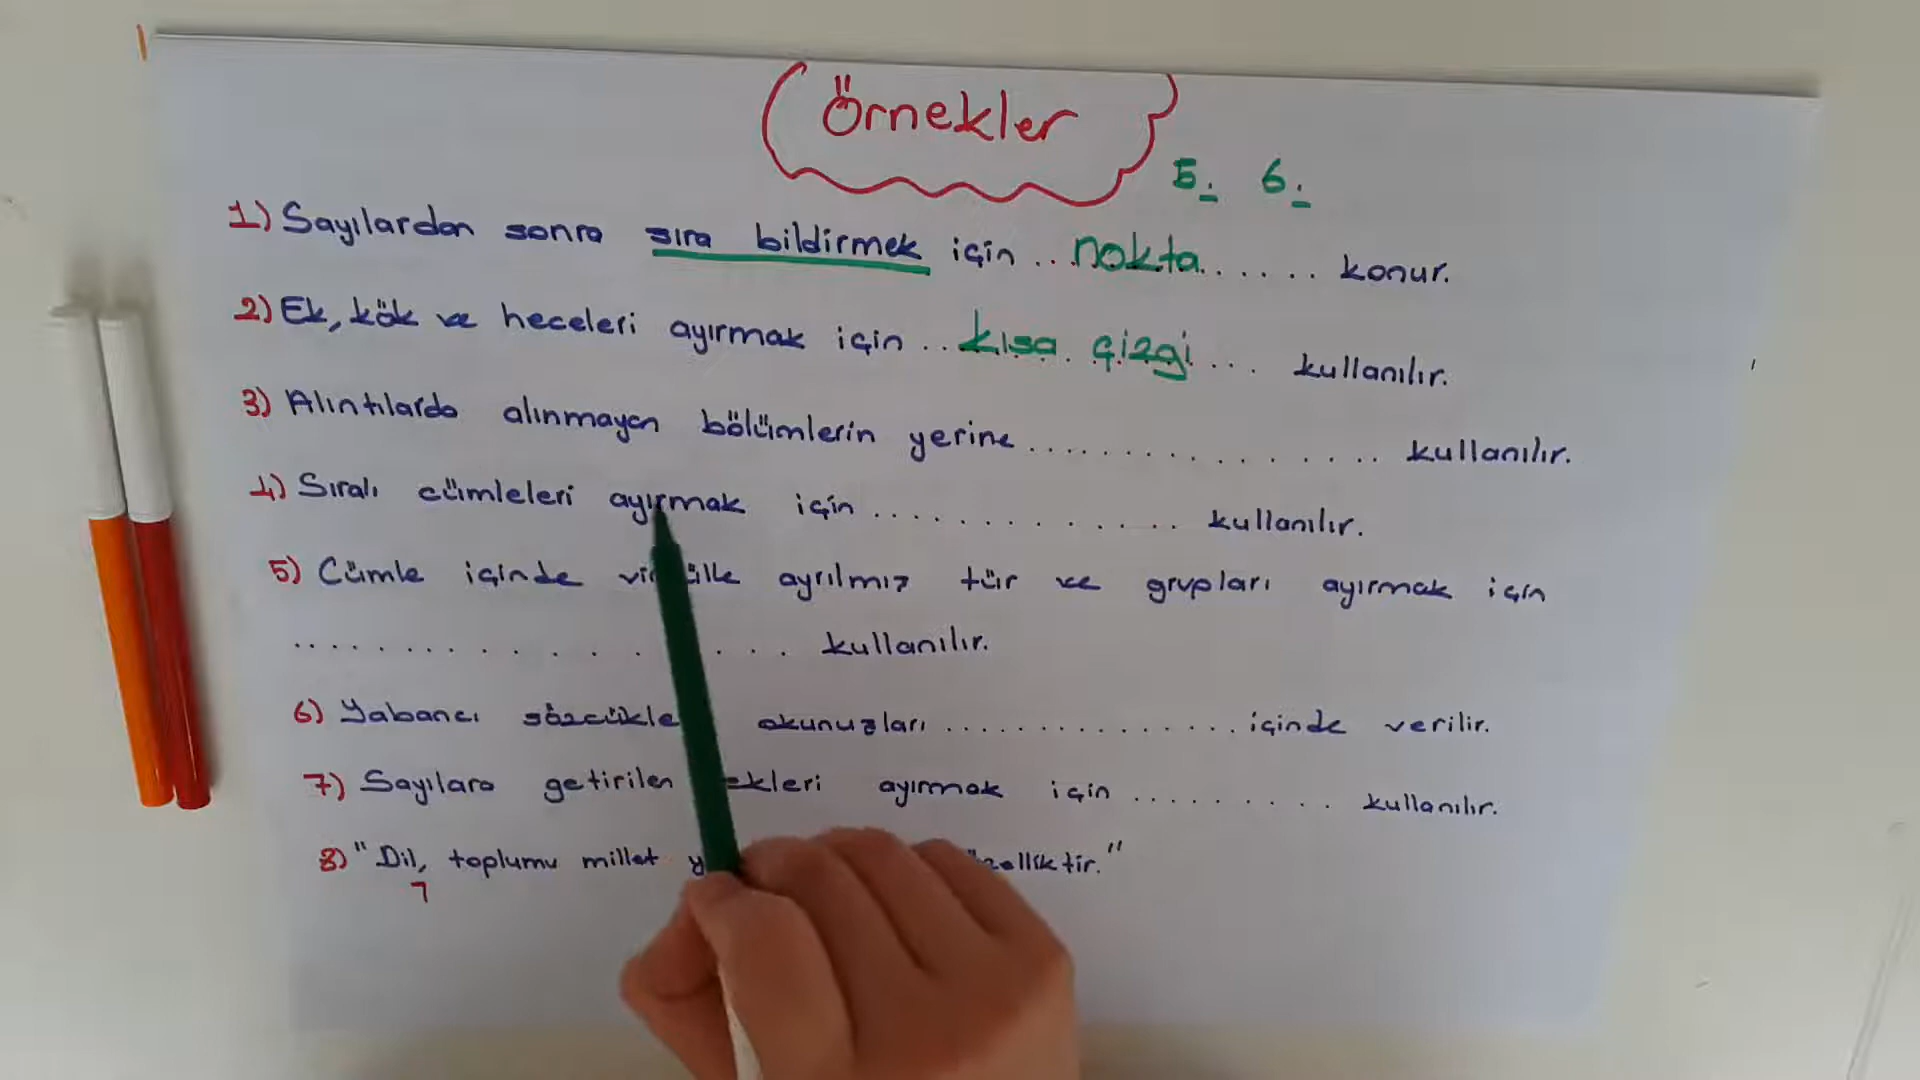 Örnekler
5. 6.
1) Sayılardan sonra sıra bildirmek için ..nokta...... konur.
2) Ek, kök ve heceleri ayırmak için ..kısa çizgi... kullanılır.
3) Alıntılarda alınmayan bölümlerin yerine ................ kullanılır.
4) Sıralı cümleleri ayırmak için .............. kullanılır.
5) Cümle içinde ayrılmış tür ve grupları ayırmak için
.................. kullanılır.
6) Yabancı okunuşları ............... içinde verilir.
7) Sayılara getirilen ekleri ayırmak için .......... kullanılır.
8) "Dil, toplumu millet